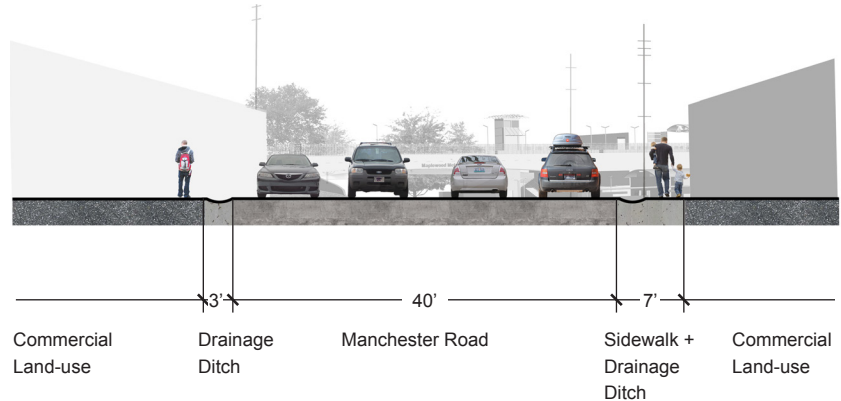 3'
40'
7'
Commercial
Land-use
Drainage
Ditch
Manchester Road
Sidewalk +
Drainage
Ditch
Commercial
Land-use